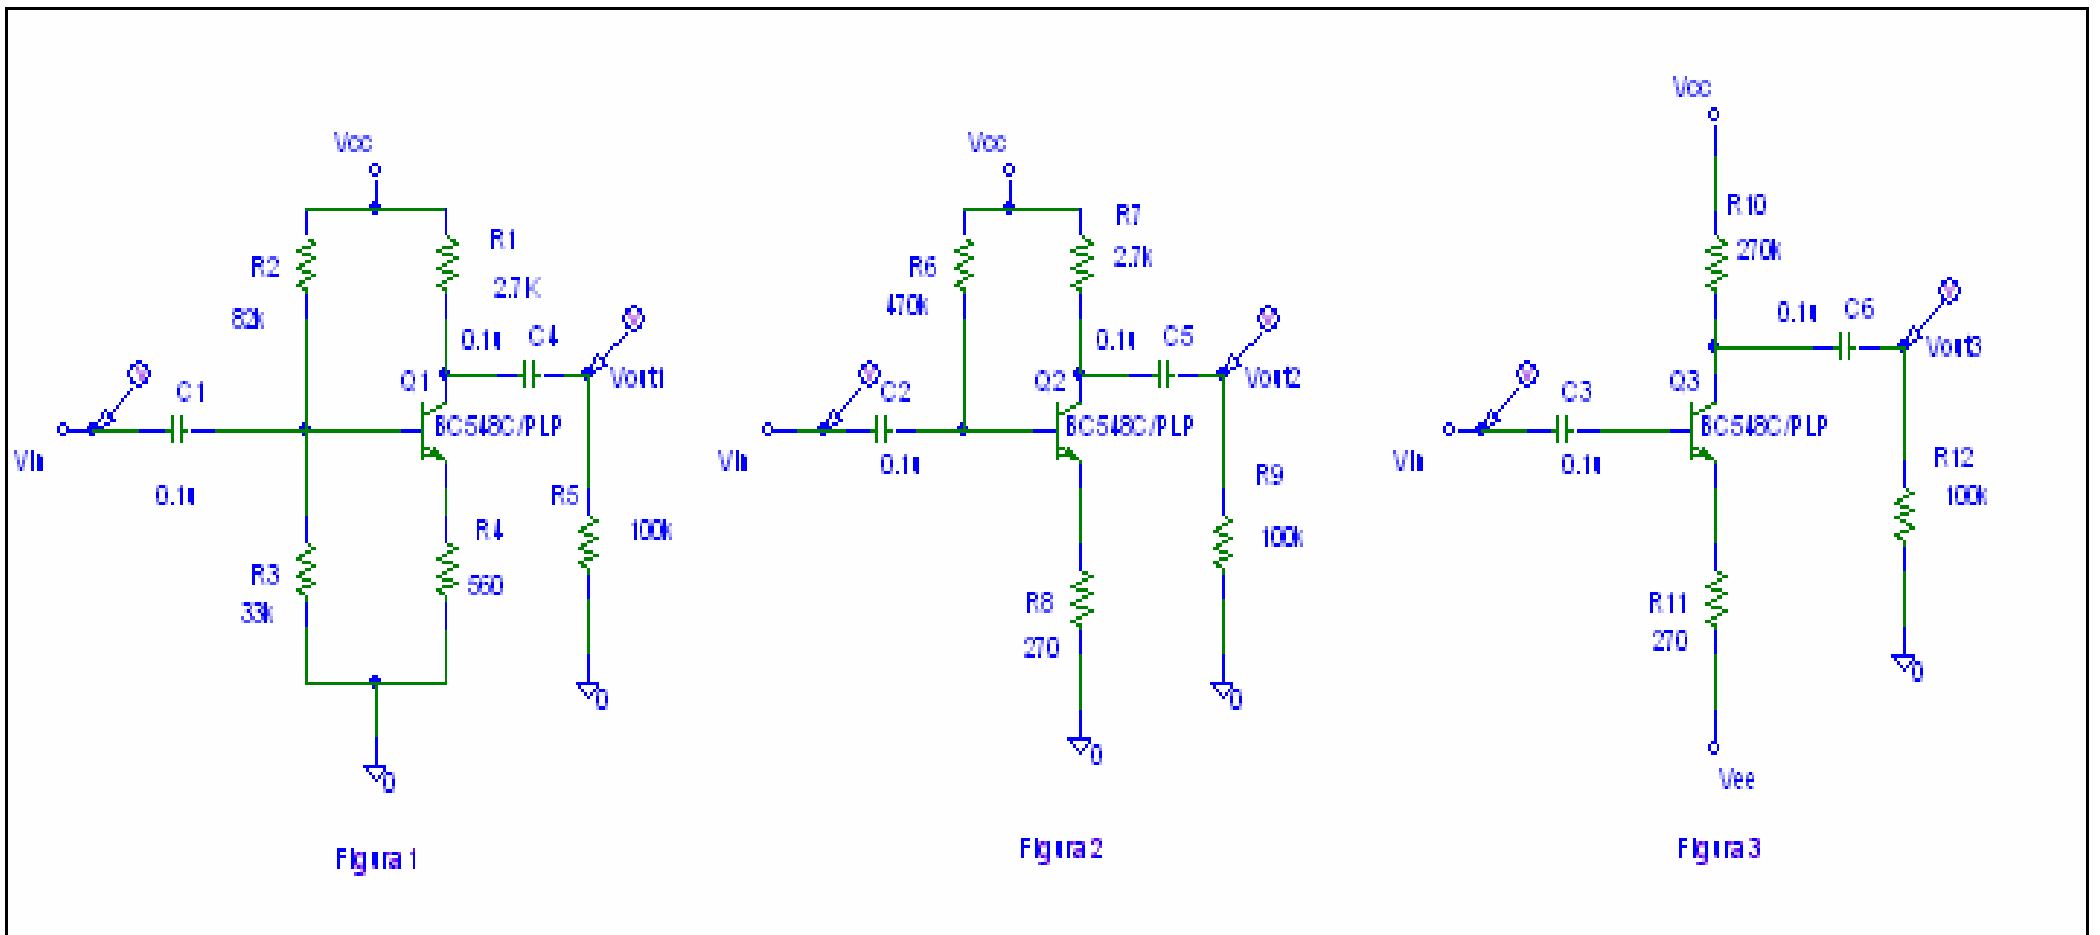 Vcc
R2
82k
R1
2.7K
0.1u
C4
Vout1
C1
Q1
BC548C/PLP
Vin
0.1u
R5
100k
R4
560
R3
33k
0
0
Figura 1
Vcc
R7
2.7k
R6
470k
0.1u
C5
Vout2
C2
Q2
BC548C/PLP
Vin
0.1u
R9
100k
R8
270
0
0
Figura 2
Vcc
R10
270k
0.1u
C6
Vout3
C3
Q3
BC548C/PLP
Vin
0.1u
R12
100k
R11
270
0
Vee
Figura 3